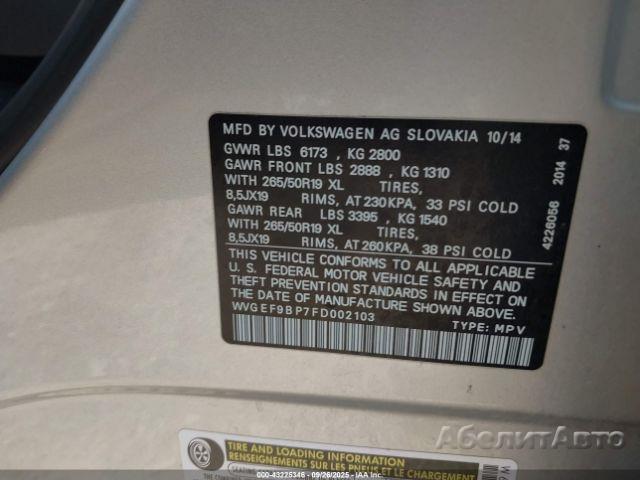 MFD BY VOLKSWAGEN AG SLOVAKIA 10/14
GVWR LBS 6173 , KG 2800
GAWR FRONT LBS 2888 , KG 1310
WITH 265/50R19 XL TIRES,
8,5JX19 RIMS, AT 230KPA, 33 PSI COLD
GAWR REAR LBS 3395 , KG 1540
WITH 265/50R19 XL TIRES,
8,5JX19 RIMS, AT 260KPA, 38 PSI COLD
THIS VEHICLE CONFORMS TO ALL APPLICABLE
U. S. FEDERAL MOTOR VEHICLE SAFETY AND
THEFT PREVENTION STANDARDS IN EFFECT ON
THE DATE OF MANUFACTURE SHOWN ABOVE.
WVGEF9BP7FD002103
TYPE: MPV
4226056 2014 37
АбелитАвто
TIRE AND LOADING INFORMATION
RENSEIGNEMENTS SUR LES PNEUS ET LE CHARGEMENT
000-43225346 - 09/26/2025 - IAA Inc.